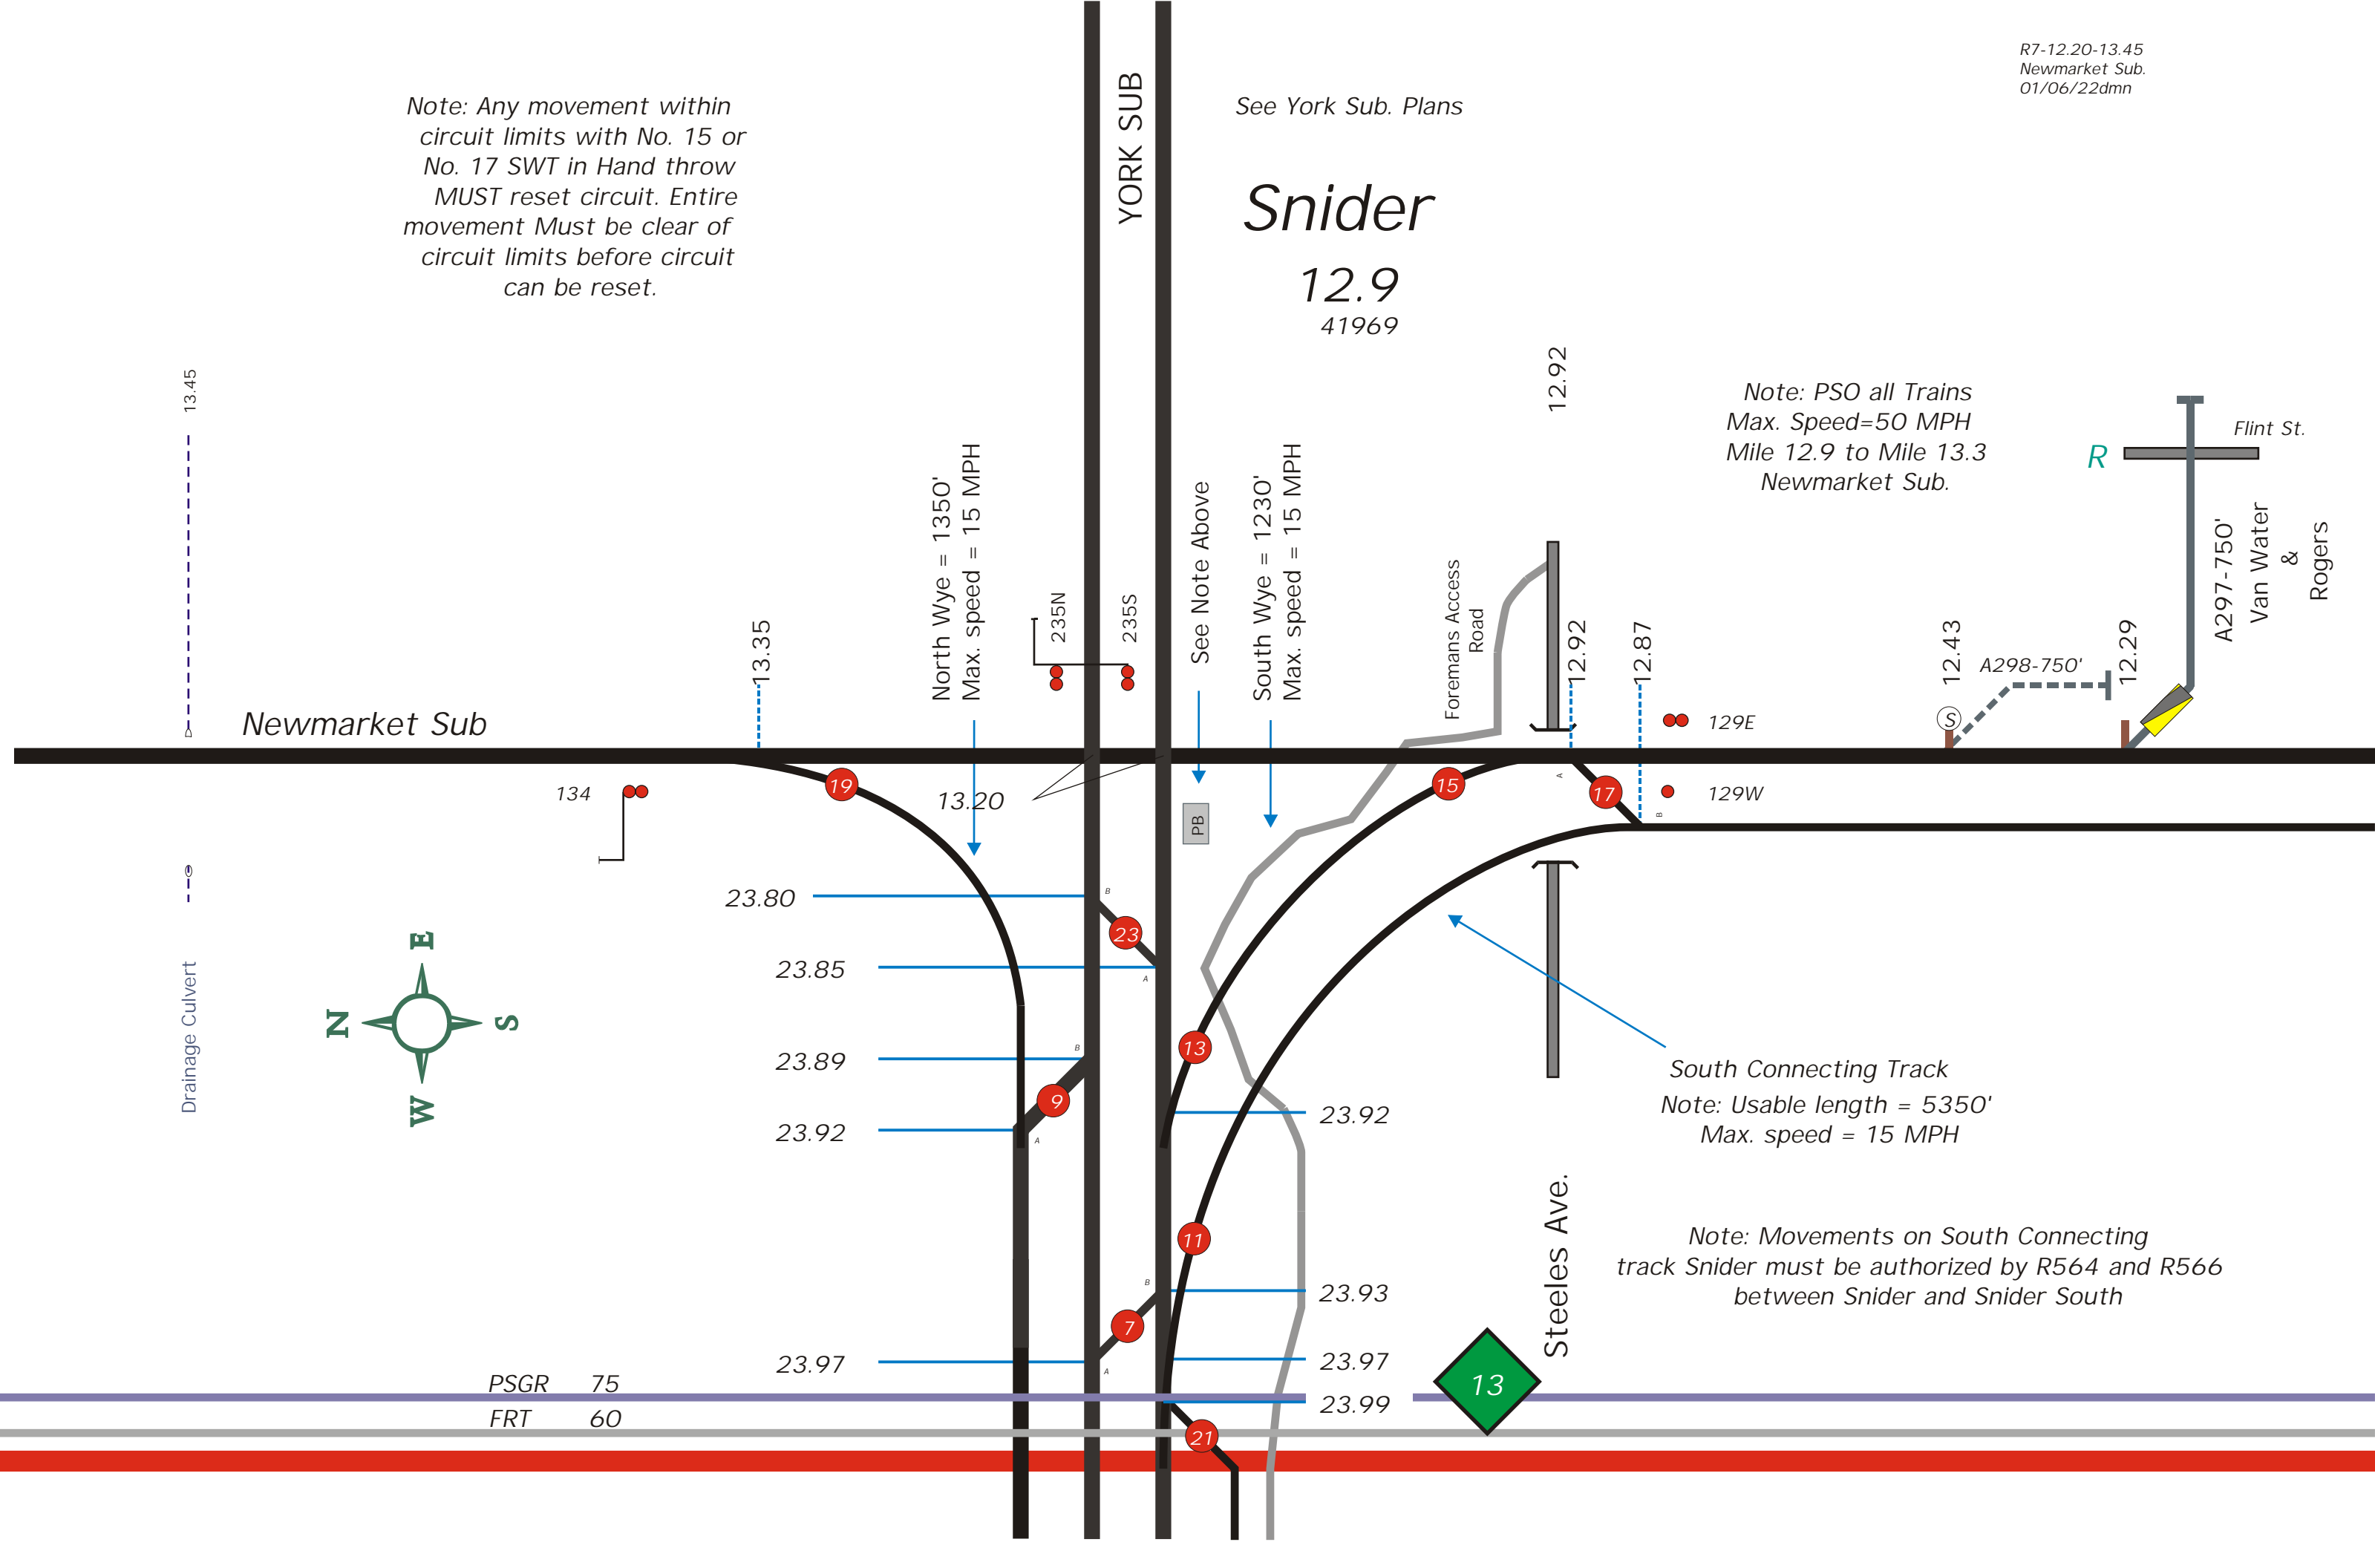 R7-12.20-13.45
Newmarket Sub.
01/06/22dmn
Note: Any movement within
circuit limits with No. 15 or
No. 17 SWT in Hand throw
MUST reset circuit. Entire
movement Must be clear of
circuit limits before circuit
can be reset.
YORK SUB
See York Sub. Plans
Snider
12.9
41969
13.45
12.92
Note: PSO all Trains
Max. Speed=50 MPH
Mile 12.9 to Mile 13.3
Newmarket Sub.
R
Flint St.
A297-750'
Van Water
&
Rogers
13.35
North Wye = 1350'
Max. speed = 15 MPH
235N
235S
See Note Above
South Wye = 1230'
Max. speed = 15 MPH
Foremans Access
Road
12.92
12.87
12.43
A298-750'
12.29
S
129E
Newmarket Sub
134
19
13.20
PB
15
17
A
B
129W
23.80
B
23
23.85
A
N
E
S
W
Drainage Culvert
23.89
B
9
23.92
A
13
23.92
South Connecting Track
Note: Usable length = 5350'
Max. speed = 15 MPH
11
Steeles Ave.
Note: Movements on South Connecting
track Snider must be authorized by R564 and R566
between Snider and Snider South
B
23.93
7
23.97
A
23.97
23.99
13
PSGR 75
FRT 60
21